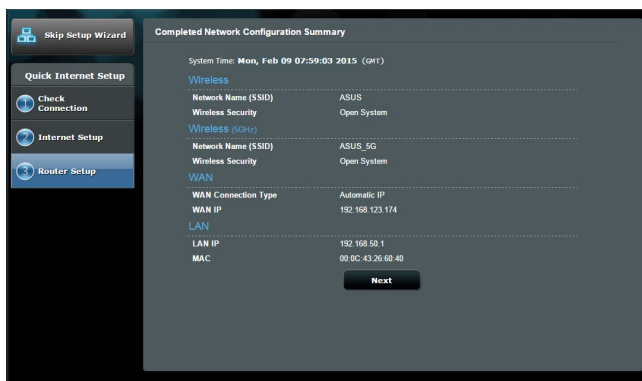 Skip Setup Wizard
Quick Internet Setup
1 Check Connection
2 Internet Setup
3 Router Setup
Completed Network Configuration Summary
System Time: Mon, Feb 09 07:59:03 2015 (GMT)
Wireless
Network Name (SSID) ASUS
Wireless Security Open System
Wireless (5GHz)
Network Name (SSID) ASUS_5G
Wireless Security Open System
WAN
WAN Connection Type Automatic IP
WAN IP 192.168.123.174
LAN
LAN IP 192.168.50.1
MAC 00:0C:43:26:60:40
Next